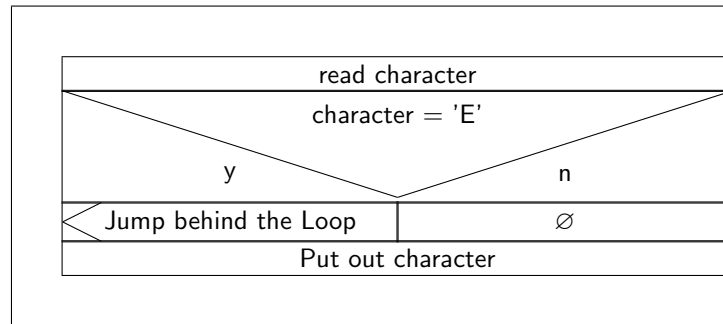 read character
character = 'E'
y
n
Jump behind the Loop
∅
Put out character